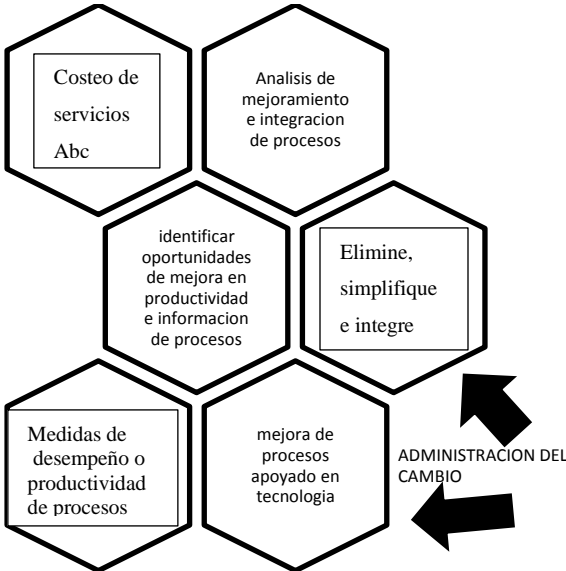 Costeo de
servicios
Abc
Analisis de
mejoramiento
e integracion
de procesos
identificar
oportunidades
de mejora en
productividad
e informacion
de procesos
Elimine,
simplifique
e integre
Medidas de
desempeño o
productividad
de procesos
mejora de
procesos
apoyado en
tecnologia
ADMINISTRACION DEL
CAMBIO